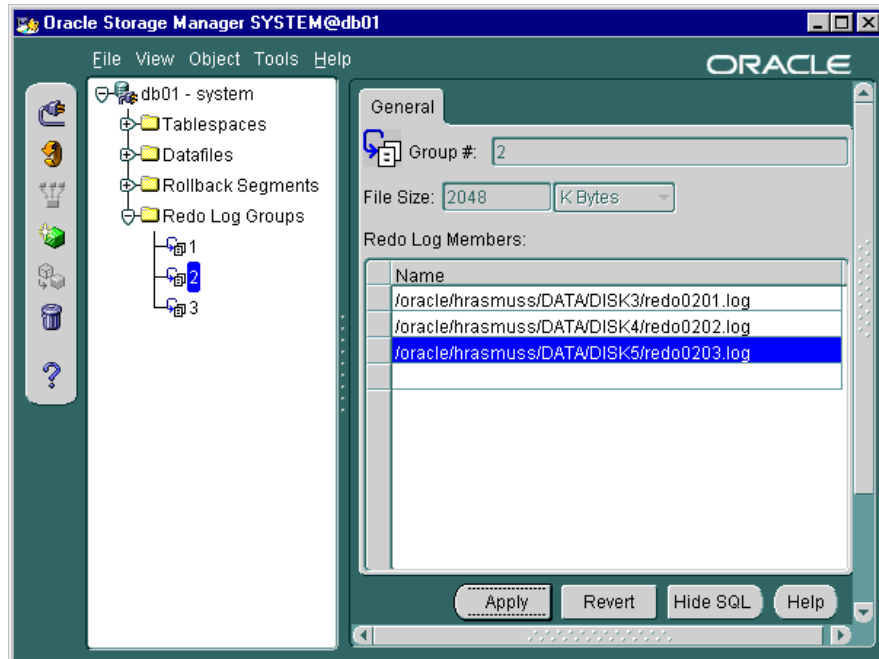 Oracle Storage Manager SYSTEM@db01
File View Object Tools Help
ORACLE
db01 - system
Tablespaces
Datafiles
Rollback Segments
Redo Log Groups
1
2
3
General
Group #: 2
File Size: 2048 K Bytes
Redo Log Members:
Name
/oracle/hrasmuss/DATA/DISK3/redo0201.log
/oracle/hrasmuss/DATA/DISK4/redo0202.log
/oracle/hrasmuss/DATA/DISK5/redo0203.log
Apply Revert Hide SQL Help